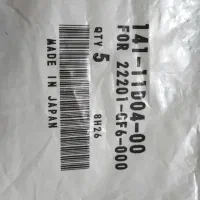 141-11D04-00
FOR 22201-GF6-000
QTY 5
8H26
MADE IN JAPAN